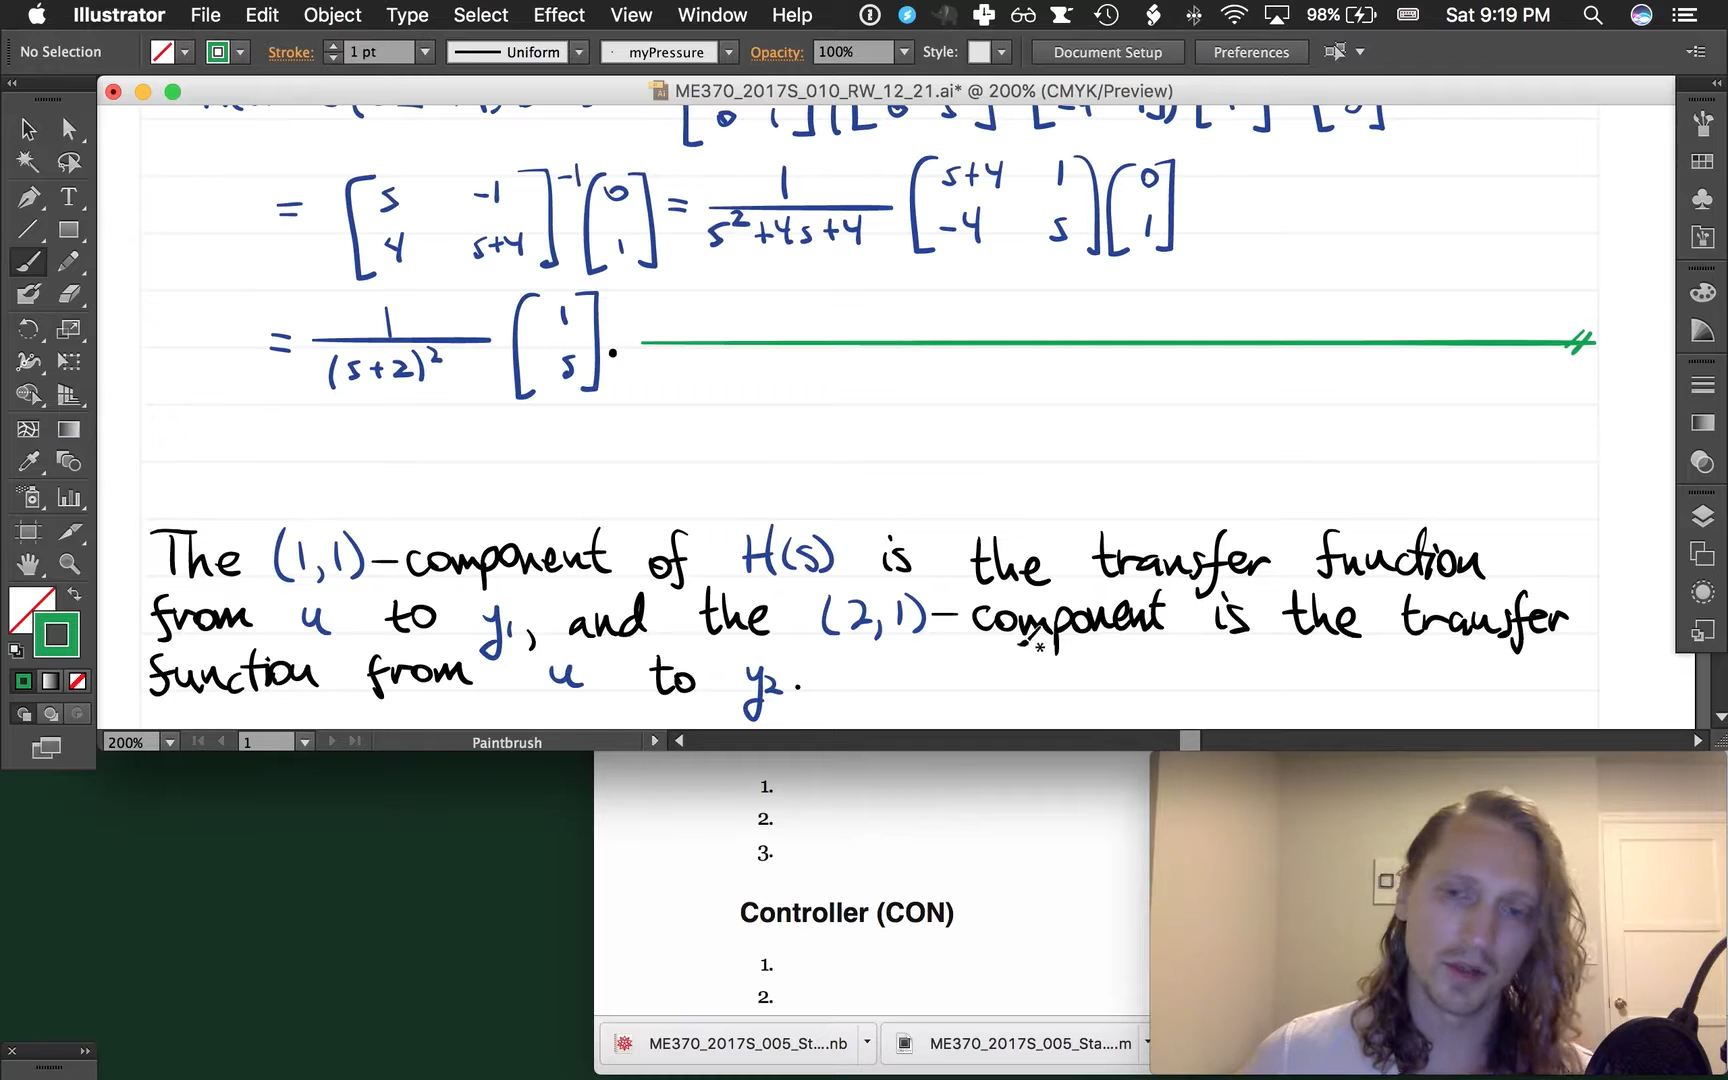 Illustrator File Edit Object Type Select Effect View Window Help 98% Sat 9:19 PM
No Selection Stroke: 1 pt Uniform myPressure Opacity: 100% Style: Document Setup Preferences
ME370_2017S_010_RW_12_21.ai* @ 200% (CMYK/Preview)
= [s -1; 4 s+4]^-1 [0; 1] = 1/(s²+4s+4) [s+4 1; -4 s] [0; 1]
= 1/(s+2)² [1; s].
The (1,1)-component of H(s) is the transfer function
from u to y₁, and the (2,1)-component is the transfer
function from u to y₂.
200% 1 Paintbrush
1.
2.
3.
Controller (CON)
1.
2.
ME370_2017S_005_St....nb ME370_2017S_005_Sta....m